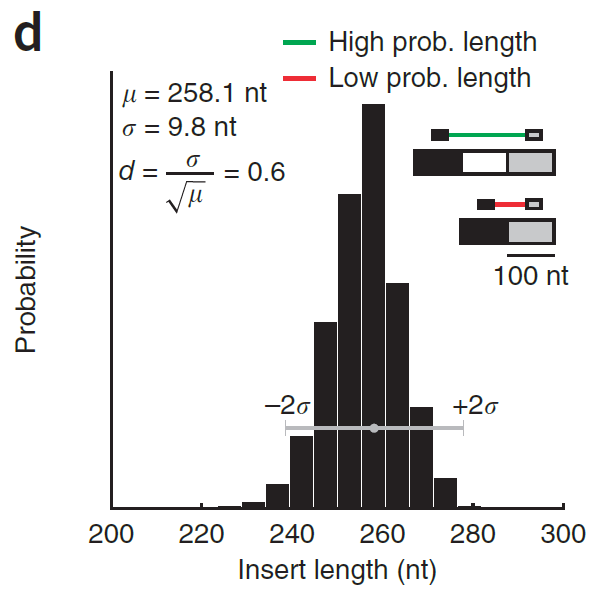 d
High prob. length
Low prob. length
μ = 258.1 nt
σ = 9.8 nt
d = σ/√μ = 0.6
100 nt
Probability
−2σ
+2σ
200 220 240 260 280 300
Insert length (nt)